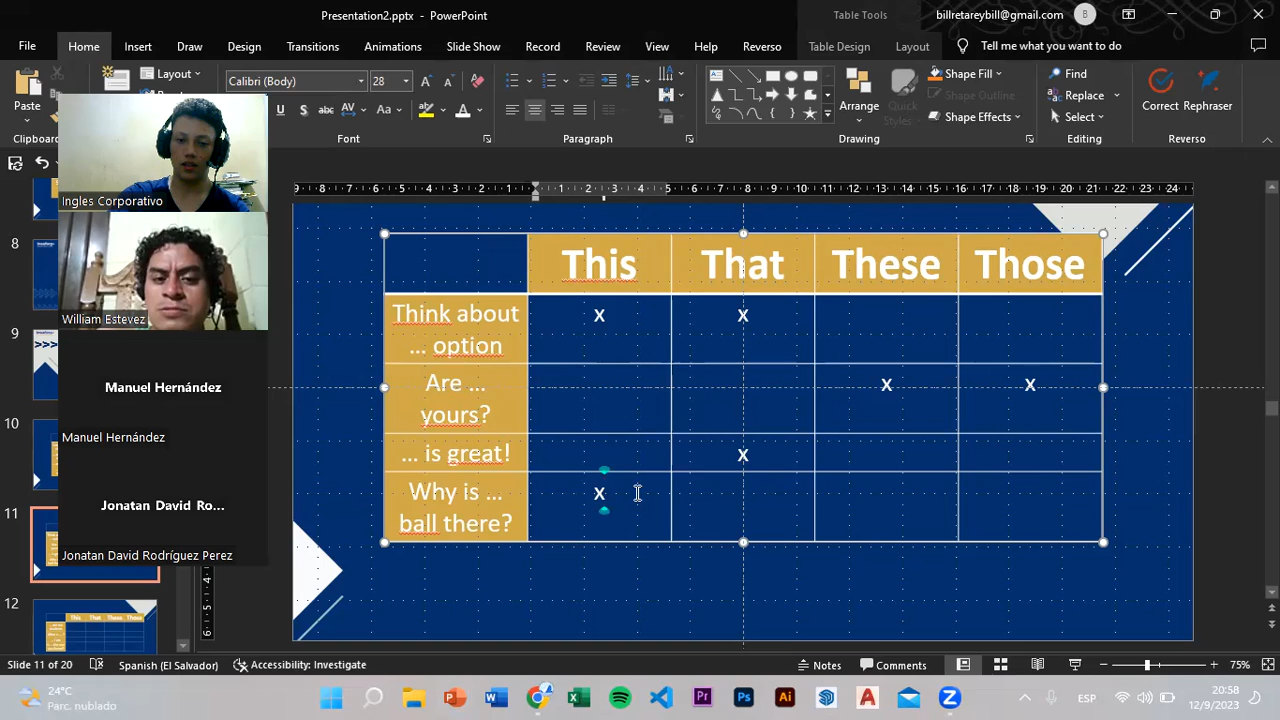 Presentation2.pptx - PowerPoint
Table Tools
billretareybill@gmail.com
B
File
Home
Insert
Draw
Design
Transitions
Animations
Slide Show
Record
Review
View
Help
Reverso
Table Design
Layout
Tell me what you want to do
Paste
Layout
Calibri (Body)
28
Shape Fill
Shape Outline
Shape Effects
Arrange
Quick
Styles
Find
Replace
Select
Correct
Rephraser
Clipboard
Font
Paragraph
Drawing
Editing
Reverso
Ingles Corporativo
William Estevez
Manuel Hernández
Manuel Hernández
Jonatan David Ro...
Jonatan David Rodríguez Perez
8
9
10
11
12
This That These Those
Think about ... option x x
Are ... yours? x x
... is great! x
Why is ... ball there? x
Slide 11 of 20
Spanish (El Salvador)
Accessibility: Investigate
Notes
Comments
75%
24°C
Parc. nublado
ESP
20:58
12/9/2023